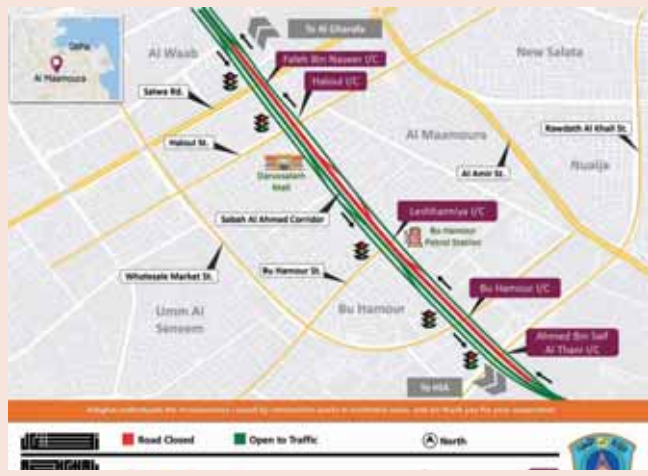 Doha
Al Maamoura
To Al Gharafa
Al Waab
New Salata
Faleh Bin Nasser I/C
Haloul I/C
Salwa Rd.
Al Maamoura
Rawdath Al Khail St.
Haloul St.
Nuaija
Al Amir St.
Darussalam
Mall
Sabah Al Ahmad Corridor
Leshhamniya I/C
Bu Hamour
Petrol Station
Wholesale Market St.
Bu Hamour St.
Bu Hamour I/C
Umm Al
Seneem
Bu Hamour
Ahmed Bin Saif
Al Thani I/C
To HIA
Road Closed
Open to Traffic
North